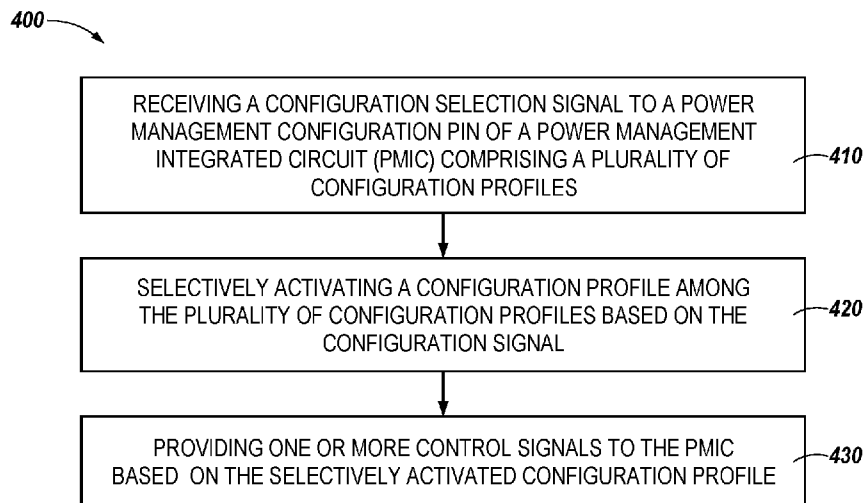 400
RECEIVING A CONFIGURATION SELECTION SIGNAL TO A POWER
MANAGEMENT CONFIGURATION PIN OF A POWER MANAGEMENT
INTEGRATED CIRCUIT (PMIC) COMPRISING A PLURALITY OF
CONFIGURATION PROFILES
410
SELECTIVELY ACTIVATING A CONFIGURATION PROFILE AMONG
THE PLURALITY OF CONFIGURATION PROFILES BASED ON THE
CONFIGURATION SIGNAL
420
PROVIDING ONE OR MORE CONTROL SIGNALS TO THE PMIC
BASED ON THE SELECTIVELY ACTIVATED CONFIGURATION PROFILE
430